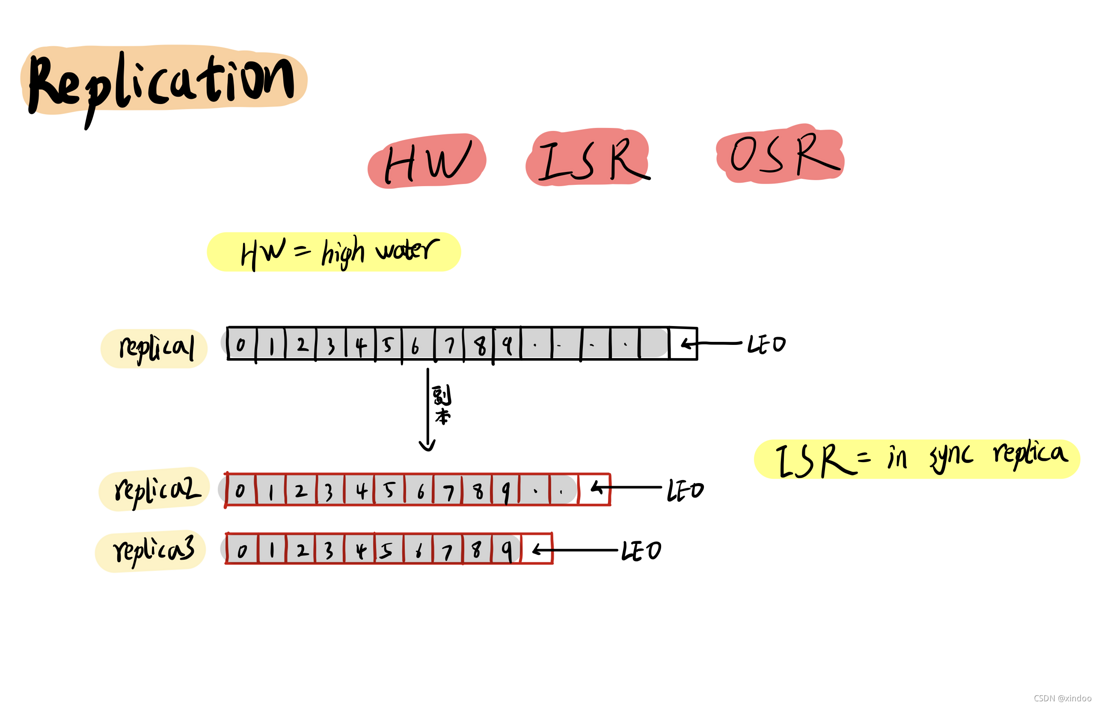 Replication
HW ISR OSR
HW = high water
replica1 0 1 2 3 4 5 6 7 8 9 . . . . LEO
副本
ISR = in sync replica
replica2 0 1 2 3 4 5 6 7 8 9 . . LEO
replica3 0 1 2 3 4 5 6 7 8 9 LEO
CSDN @xindoo